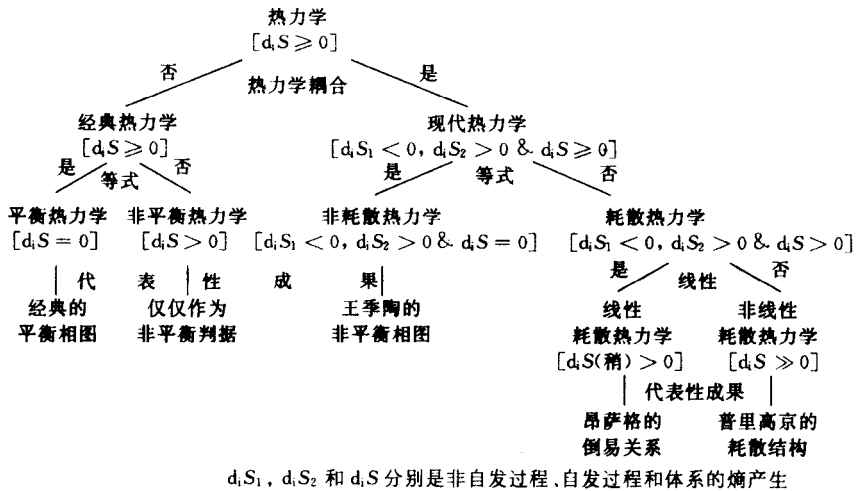 热力学
[dᵢS ⩾ 0]
否 是
热力学耦合
经典热力学 现代热力学
[dᵢS ⩾ 0] [dᵢS₁ < 0, dᵢS₂ > 0 & dᵢS ⩾ 0]
是 等式 否 是 等式 否
平衡热力学 非平衡热力学 非耗散热力学 耗散热力学
[dᵢS = 0] [dᵢS > 0] [dᵢS₁ < 0, dᵢS₂ > 0 & dᵢS = 0] [dᵢS₁ < 0, dᵢS₂ > 0 & dᵢS > 0]
代 表 性 成 果 是 线性 否
经典的 仅仅作为 王季陶的 线性 非线性
平衡相图 非平衡判据 非平衡相图 耗散热力学 耗散热力学
[dᵢS(稍) > 0] [dᵢS ≫ 0]
代表性成果
昂萨格的 普里高京的
倒易关系 耗散结构
dᵢS₁, dᵢS₂ 和 dᵢS 分别是非自发过程、自发过程和体系的熵产生